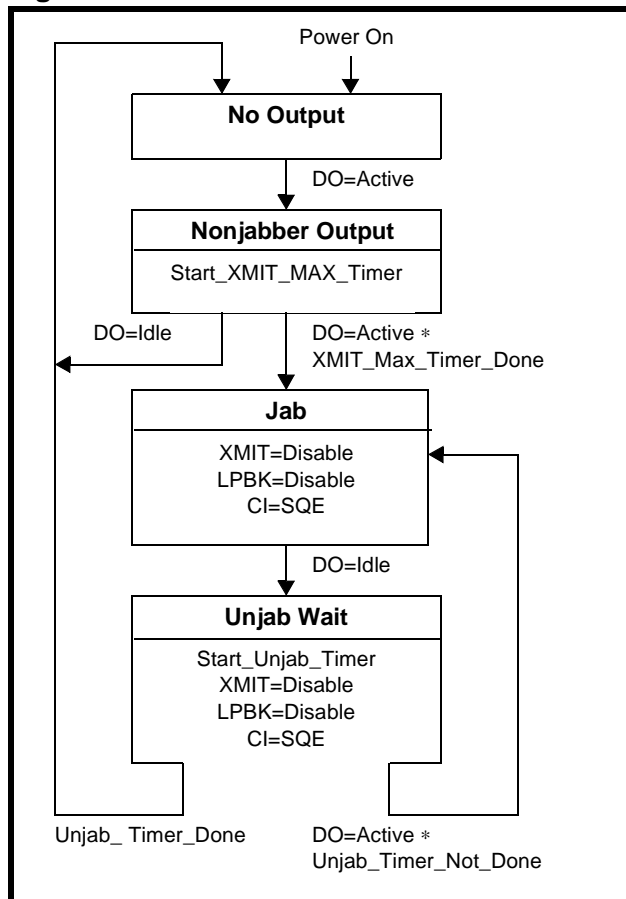 Power On
No Output
DO=Active
Nonjabber Output
Start_XMIT_MAX_Timer
DO=Idle
DO=Active *
XMIT_Max_Timer_Done
Jab
XMIT=Disable
LPBK=Disable
CI=SQE
DO=Idle
Unjab Wait
Start_Unjab_Timer
XMIT=Disable
LPBK=Disable
CI=SQE
Unjab_ Timer_Done
DO=Active *
Unjab_Timer_Not_Done